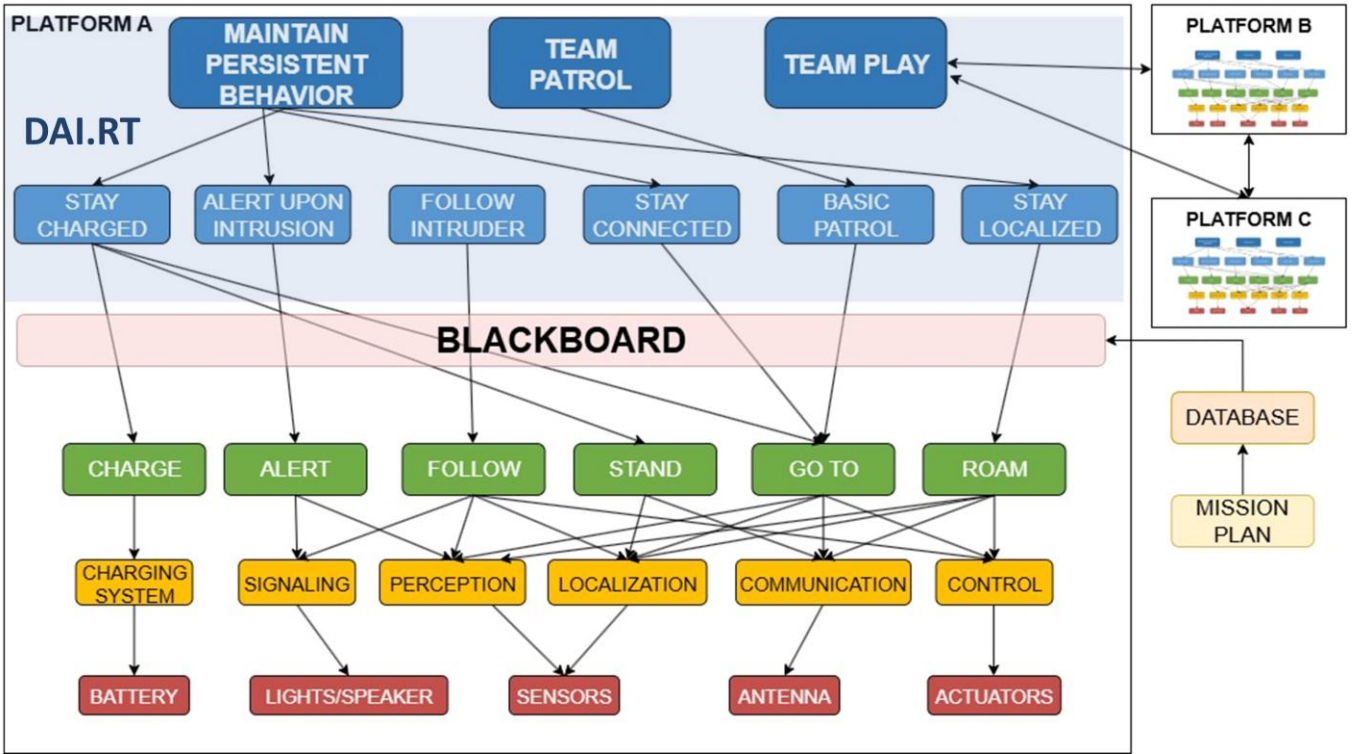 PLATFORM A
MAINTAIN
PERSISTENT
BEHAVIOR
TEAM
PATROL
TEAM PLAY
PLATFORM B
DAI.RT
STAY
CHARGED
ALERT UPON
INTRUSION
FOLLOW
INTRUDER
STAY
CONNECTED
BASIC
PATROL
STAY
LOCALIZED
PLATFORM C
BLACKBOARD
DATABASE
MISSION
PLAN
CHARGE
ALERT
FOLLOW
STAND
GO TO
ROAM
CHARGING
SYSTEM
SIGNALING
PERCEPTION
LOCALIZATION
COMMUNICATION
CONTROL
BATTERY
LIGHTS/SPEAKER
SENSORS
ANTENNA
ACTUATORS